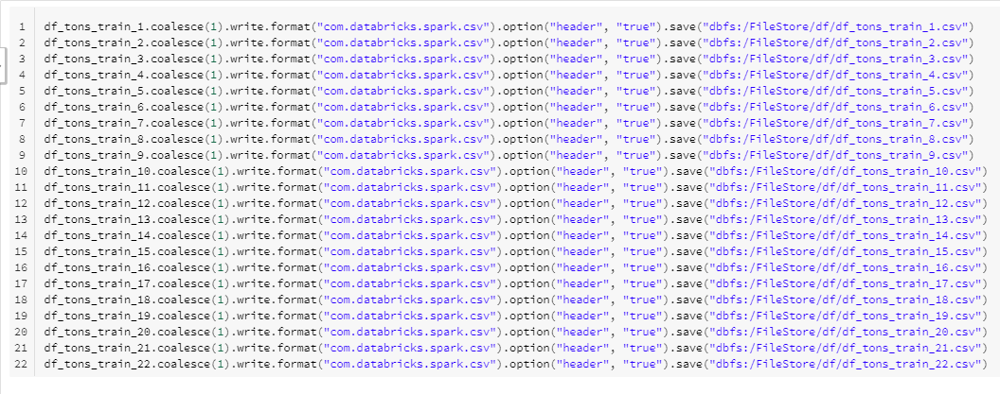 1 df_tons_train_1.coalesce(1).write.format("com.databricks.spark.csv").option("header", "true").save("dbfs:/FileStore/df/df_tons_train_1.csv")
2 df_tons_train_2.coalesce(1).write.format("com.databricks.spark.csv").option("header", "true").save("dbfs:/FileStore/df/df_tons_train_2.csv")
3 df_tons_train_3.coalesce(1).write.format("com.databricks.spark.csv").option("header", "true").save("dbfs:/FileStore/df/df_tons_train_3.csv")
4 df_tons_train_4.coalesce(1).write.format("com.databricks.spark.csv").option("header", "true").save("dbfs:/FileStore/df/df_tons_train_4.csv")
5 df_tons_train_5.coalesce(1).write.format("com.databricks.spark.csv").option("header", "true").save("dbfs:/FileStore/df/df_tons_train_5.csv")
6 df_tons_train_6.coalesce(1).write.format("com.databricks.spark.csv").option("header", "true").save("dbfs:/FileStore/df/df_tons_train_6.csv")
7 df_tons_train_7.coalesce(1).write.format("com.databricks.spark.csv").option("header", "true").save("dbfs:/FileStore/df/df_tons_train_7.csv")
8 df_tons_train_8.coalesce(1).write.format("com.databricks.spark.csv").option("header", "true").save("dbfs:/FileStore/df/df_tons_train_8.csv")
9 df_tons_train_9.coalesce(1).write.format("com.databricks.spark.csv").option("header", "true").save("dbfs:/FileStore/df/df_tons_train_9.csv")
10 df_tons_train_10.coalesce(1).write.format("com.databricks.spark.csv").option("header", "true").save("dbfs:/FileStore/df/df_tons_train_10.csv")
11 df_tons_train_11.coalesce(1).write.format("com.databricks.spark.csv").option("header", "true").save("dbfs:/FileStore/df/df_tons_train_11.csv")
12 df_tons_train_12.coalesce(1).write.format("com.databricks.spark.csv").option("header", "true").save("dbfs:/FileStore/df/df_tons_train_12.csv")
13 df_tons_train_13.coalesce(1).write.format("com.databricks.spark.csv").option("header", "true").save("dbfs:/FileStore/df/df_tons_train_13.csv")
14 df_tons_train_14.coalesce(1).write.format("com.databricks.spark.csv").option("header", "true").save("dbfs:/FileStore/df/df_tons_train_14.csv")
15 df_tons_train_15.coalesce(1).write.format("com.databricks.spark.csv").option("header", "true").save("dbfs:/FileStore/df/df_tons_train_15.csv")
16 df_tons_train_16.coalesce(1).write.format("com.databricks.spark.csv").option("header", "true").save("dbfs:/FileStore/df/df_tons_train_16.csv")
17 df_tons_train_17.coalesce(1).write.format("com.databricks.spark.csv").option("header", "true").save("dbfs:/FileStore/df/df_tons_train_17.csv")
18 df_tons_train_18.coalesce(1).write.format("com.databricks.spark.csv").option("header", "true").save("dbfs:/FileStore/df/df_tons_train_18.csv")
19 df_tons_train_19.coalesce(1).write.format("com.databricks.spark.csv").option("header", "true").save("dbfs:/FileStore/df/df_tons_train_19.csv")
20 df_tons_train_20.coalesce(1).write.format("com.databricks.spark.csv").option("header", "true").save("dbfs:/FileStore/df/df_tons_train_20.csv")
21 df_tons_train_21.coalesce(1).write.format("com.databricks.spark.csv").option("header", "true").save("dbfs:/FileStore/df/df_tons_train_21.csv")
22 df_tons_train_22.coalesce(1).write.format("com.databricks.spark.csv").option("header", "true").save("dbfs:/FileStore/df/df_tons_train_22.csv")